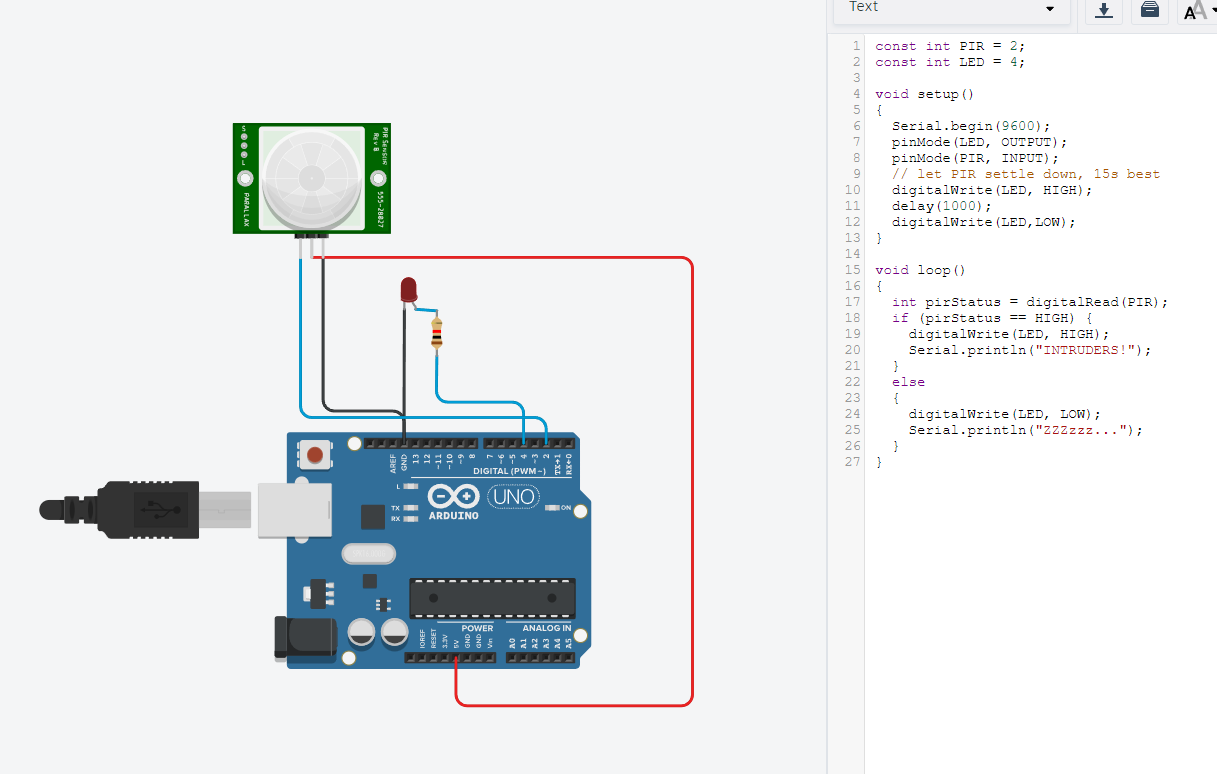 Text
AA
1 const int PIR = 2;
2 const int LED = 4;
3
4 void setup()
5 {
6 Serial.begin(9600);
7 pinMode(LED, OUTPUT);
8 pinMode(PIR, INPUT);
9 // let PIR settle down, 15s best
10 digitalWrite(LED, HIGH);
11 delay(1000);
12 digitalWrite(LED,LOW);
13 }
14
15 void loop()
16 {
17 int pirStatus = digitalRead(PIR);
18 if (pirStatus == HIGH) {
19 digitalWrite(LED, HIGH);
20 Serial.println("INTRUDERS!");
21 }
22 else
23 {
24 digitalWrite(LED, LOW);
25 Serial.println("ZZZzzz...");
26 }
27 }
S
L
PARALLAX
PIR SENSOR
Rev B
555-28027
AREF
GND
13
12
~11
~10
~9
8
7
~6
~5
4
~3
2
TX→1
RX←0
DIGITAL (PWM~)
L
TX
RX
ARDUINO
UNO
ON
POWER
ANALOG IN
IOREF
RESET
3.3V
5V
GND
GND
Vin
A0
A1
A2
A3
A4
A5